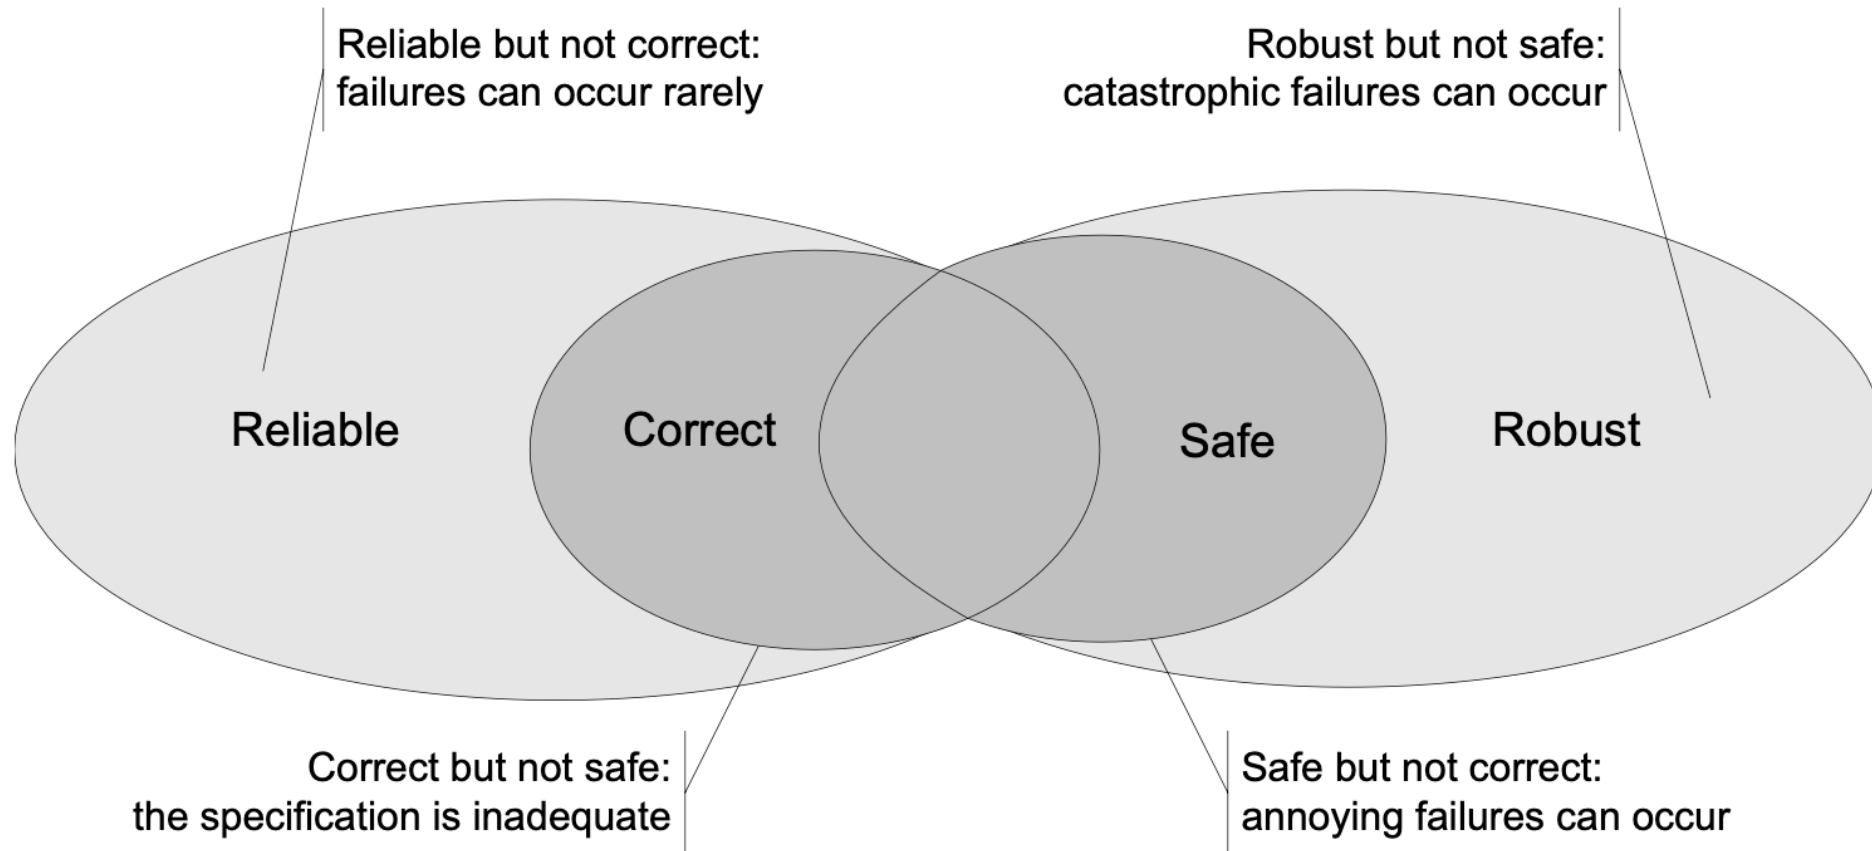 Reliable but not correct:
failures can occur rarely
Robust but not safe:
catastrophic failures can occur
Reliable
Correct
Safe
Robust
Correct but not safe:
the specification is inadequate
Safe but not correct:
annoying failures can occur